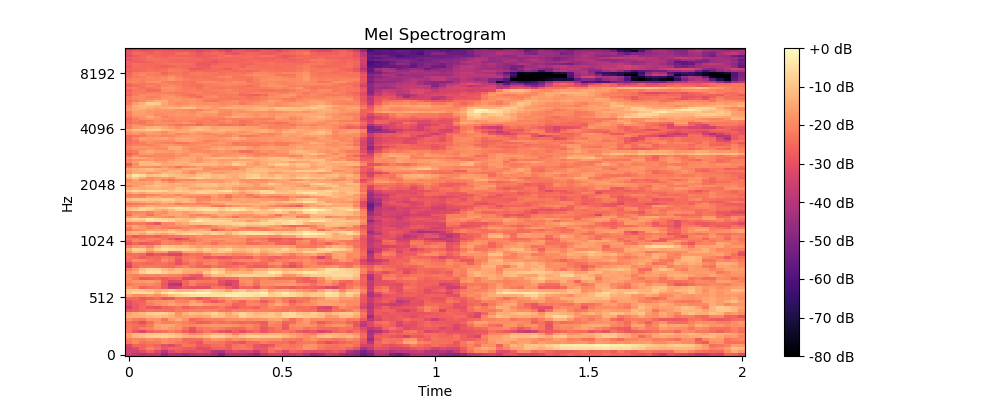 Mel Spectrogram
Hz
8192
4096
2048
1024
512
0
0
0.5
1
1.5
2
Time
+0 dB
-10 dB
-20 dB
-30 dB
-40 dB
-50 dB
-60 dB
-70 dB
-80 dB